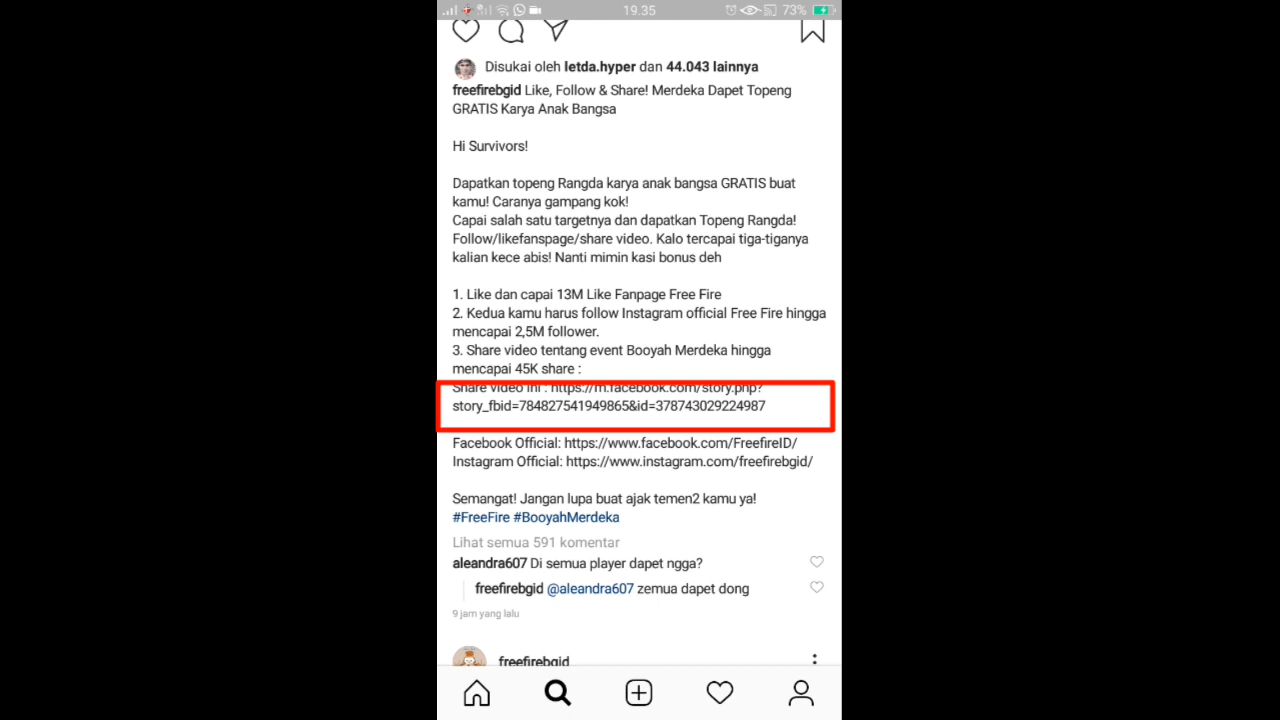 19.35
73%
Disukai oleh letda.hyper dan 44.043 lainnya
freefirebgid Like, Follow & Share! Merdeka Dapet Topeng
GRATIS Karya Anak Bangsa
Hi Survivors!
Dapatkan topeng Rangda karya anak bangsa GRATIS buat
kamu! Caranya gampang kok!
Capai salah satu targetnya dan dapatkan Topeng Rangda!
Follow/likefanspage/share video. Kalo tercapai tiga-tiganya
kalian kece abis! Nanti mimin kasi bonus deh
1. Like dan capai 13M Like Fanpage Free Fire
2. Kedua kamu harus follow Instagram official Free Fire hingga
mencapai 2,5M follower.
3. Share video tentang event Booyah Merdeka hingga
mencapai 45K share :
Share video ini : https://m.facebook.com/story.php?
story_fbid=784827541949865&id=378743029224987
Facebook Official: https://www.facebook.com/FreefireID/
Instagram Official: https://www.instagram.com/freefirebgid/
Semangat! Jangan lupa buat ajak temen2 kamu ya!
#FreeFire #BooyahMerdeka
Lihat semua 591 komentar
aleandra607 Di semua player dapet ngga?
freefirebgid @aleandra607 zemua dapet dong
9 jam yang lalu
freefirebgid